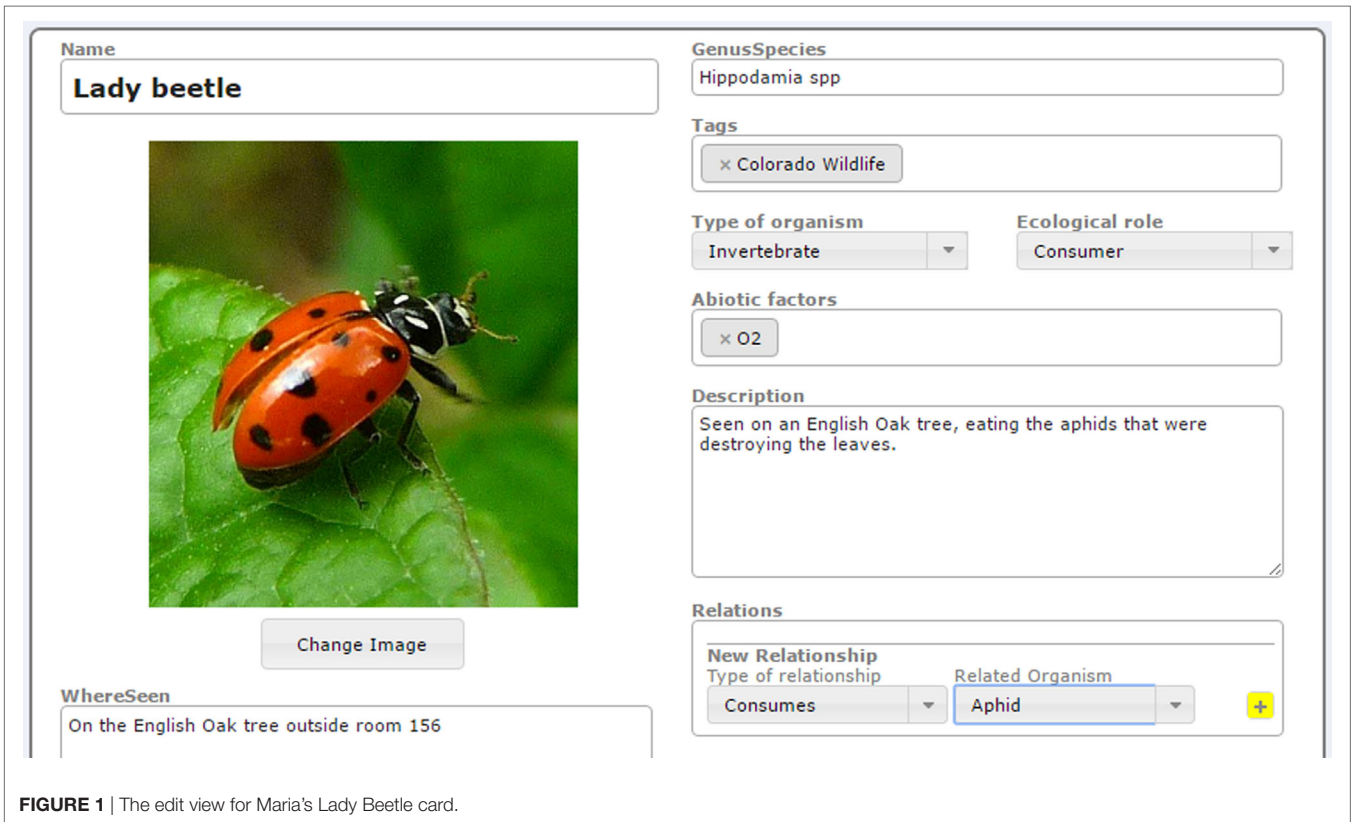 Name
Lady beetle
Change Image
WhereSeen
On the English Oak tree outside room 156
GenusSpecies
Hippodamia spp
Tags
× Colorado Wildlife
Type of organism
Invertebrate
Ecological role
Consumer
Abiotic factors
× O2
Description
Seen on an English Oak tree, eating the aphids that were
destroying the leaves.
Relations
New Relationship
Type of relationship
Consumes
Related Organism
Aphid
+
FIGURE 1 | The edit view for Maria's Lady Beetle card.